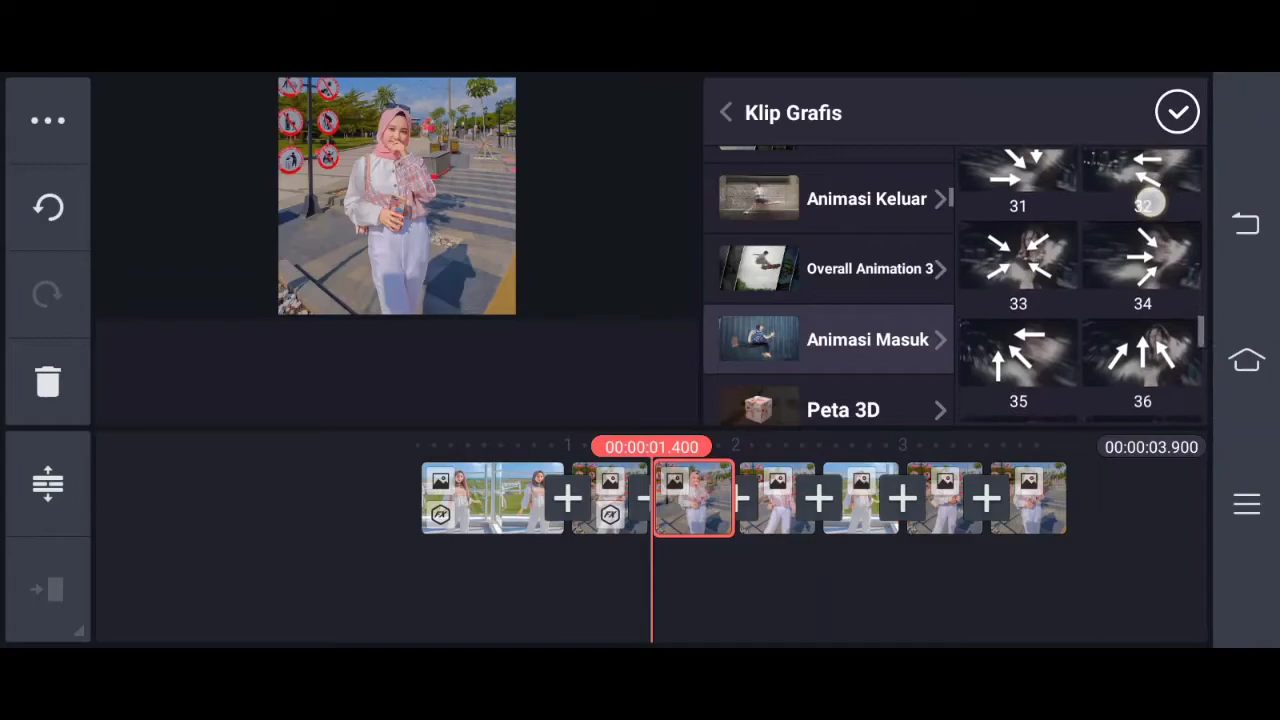 Klip Grafis
Animasi Keluar
Overall Animation 3
Animasi Masuk
Peta 3D
31
32
33
34
35
36
1
00:00:01.400
2
3
00:00:03.900
FX